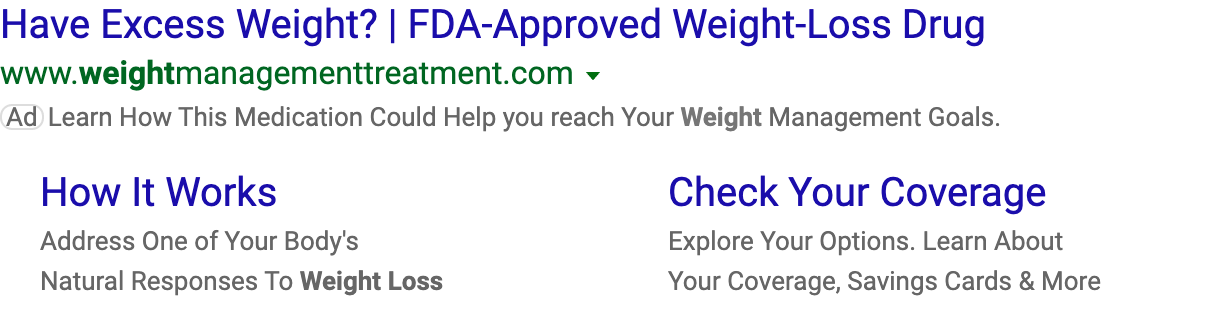 Have Excess Weight? | FDA-Approved Weight-Loss Drug
www.weightmanagementtreatment.com
Ad Learn How This Medication Could Help you reach Your Weight Management Goals.
How It Works
Address One of Your Body's
Natural Responses To Weight Loss
Check Your Coverage
Explore Your Options. Learn About
Your Coverage, Savings Cards & More